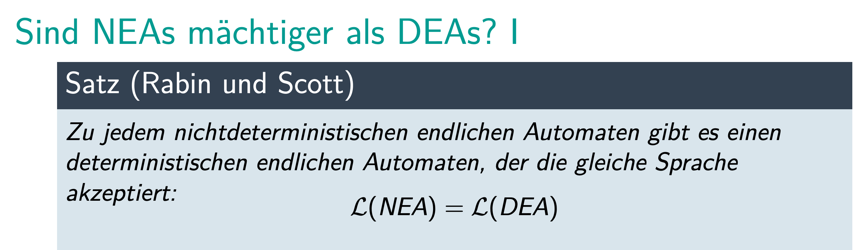 Sind NEAs mächtiger als DEAs? I
Satz (Rabin und Scott)
Zu jedem nichtdeterministischen endlichen Automaten gibt es einen
deterministischen endlichen Automaten, der die gleiche Sprache
akzeptiert:
ℒ(NEA) = ℒ(DEA)